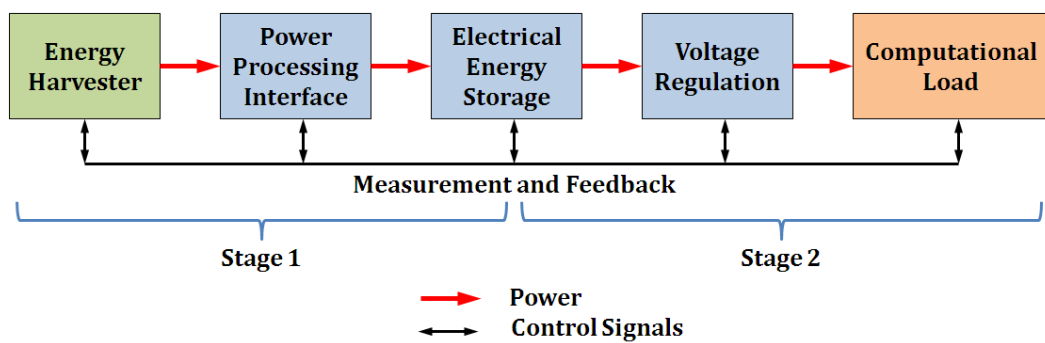 Energy
Harvester
Power
Processing
Interface
Electrical
Energy
Storage
Voltage
Regulation
Computational
Load
Measurement and Feedback
Stage 1
Stage 2
Power
Control Signals